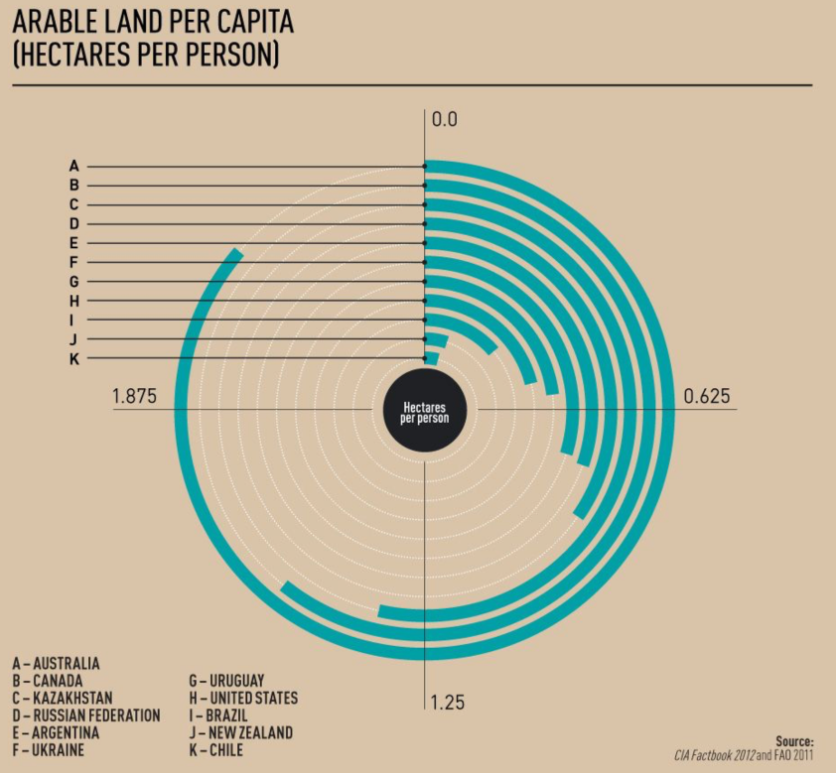 ARABLE LAND PER CAPITA
(HECTARES PER PERSON)
0.0
A
B
C
D
E
F
G
H
I
J
K
1.875
Hectares
per person
0.625
1.25
A – AUSTRALIA
B – CANADA
C – KAZAKHSTAN
D – RUSSIAN FEDERATION
E – ARGENTINA
F – UKRAINE
G – URUGUAY
H – UNITED STATES
I – BRAZIL
J – NEW ZEALAND
K – CHILE
Source:
CIA Factbook 2012 and FAO 2011